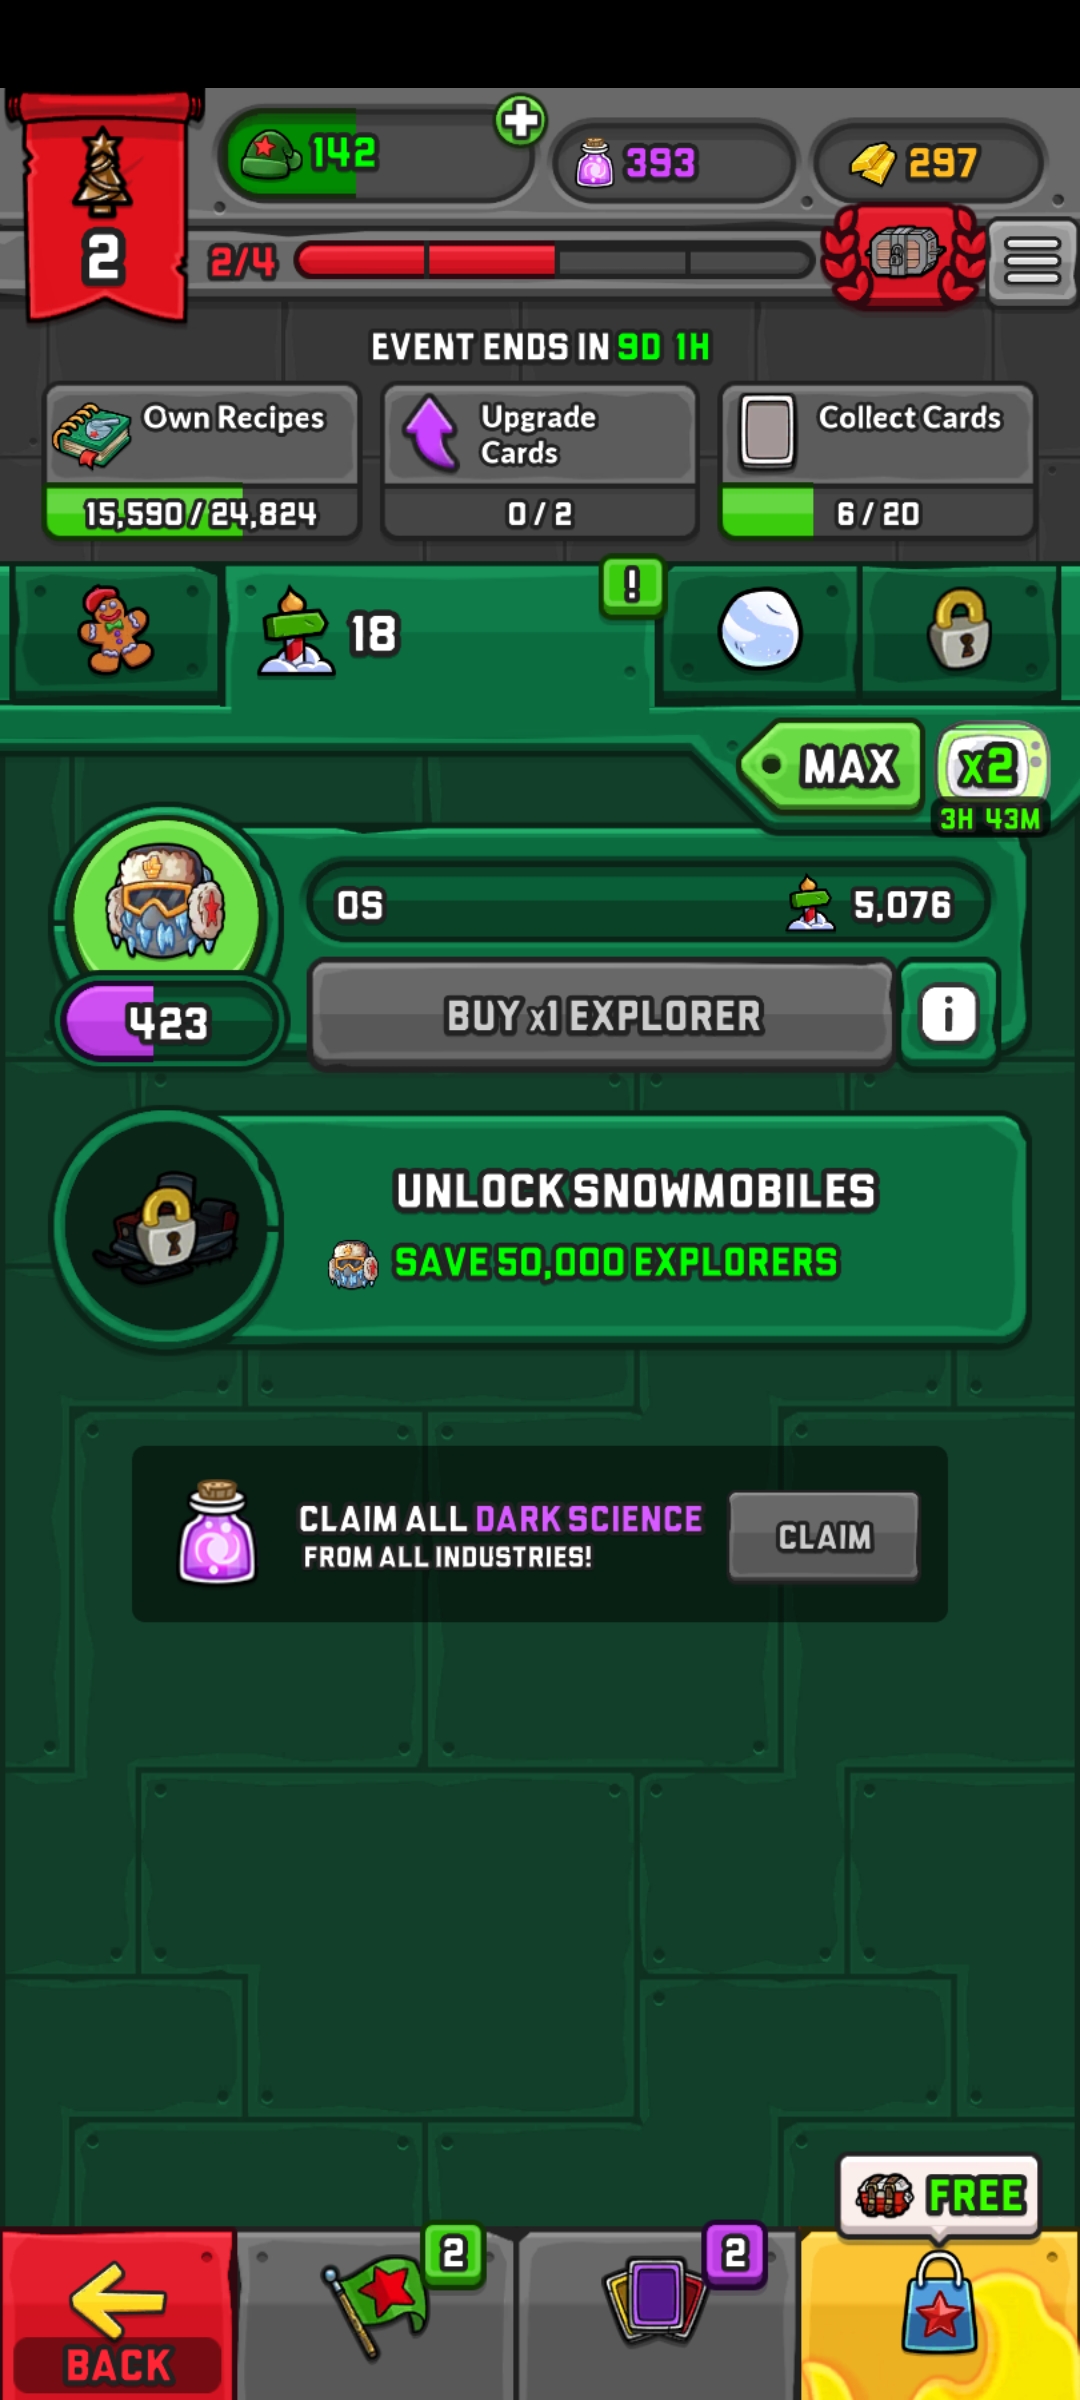 142
393
297
2
2/4
EVENT ENDS IN 9D 1H
Own Recipes
15,590/24,824
Upgrade
Cards
0/2
Collect Cards
6/20
18
!
MAX
x2
3H 43M
0S
5,076
423
BUY x1 EXPLORER
i
UNLOCK SNOWMOBILES
SAVE 50,000 EXPLORERS
CLAIM ALL DARK SCIENCE
FROM ALL INDUSTRIES!
CLAIM
FREE
2
2
BACK